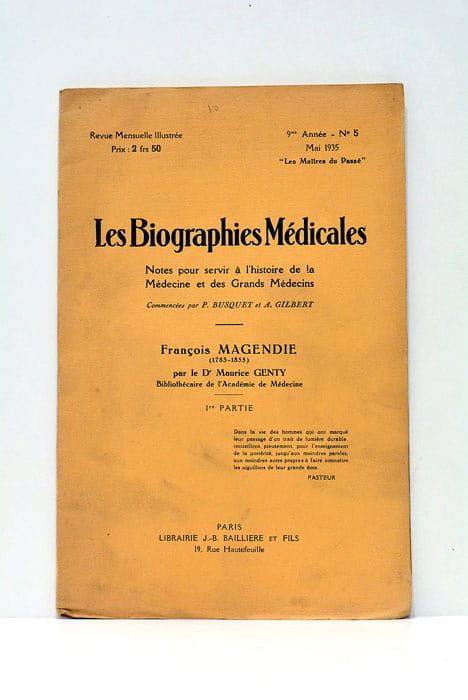 Revue Mensuelle Illustrée
Prix : 2 frs 50
9me Année - No 5
Mai 1935
"Les Maîtres du Passé"
Les Biographies Médicales
Notes pour servir à l'histoire de la
Médecine et des Grands Médecins
Commencées par P. BUSQUET et A. GILBERT
François MAGENDIE
(1783-1855)
par le Dr Maurice GENTY
Bibliothécaire de l'Académie de Médecine
Ire PARTIE
Dans la vie des hommes qui ont marqué
leur passage d'un trait de lumière durable
recueillons pieusement, pour l'enseignement
de la postérité, jusqu'aux moindres paroles,
aux moindres actes propres à faire connaître
les aiguillons de leur grande âme.
PASTEUR
PARIS
LIBRAIRIE J.-B. BAILLIERE ET FILS
19, Rue Hautefeuille